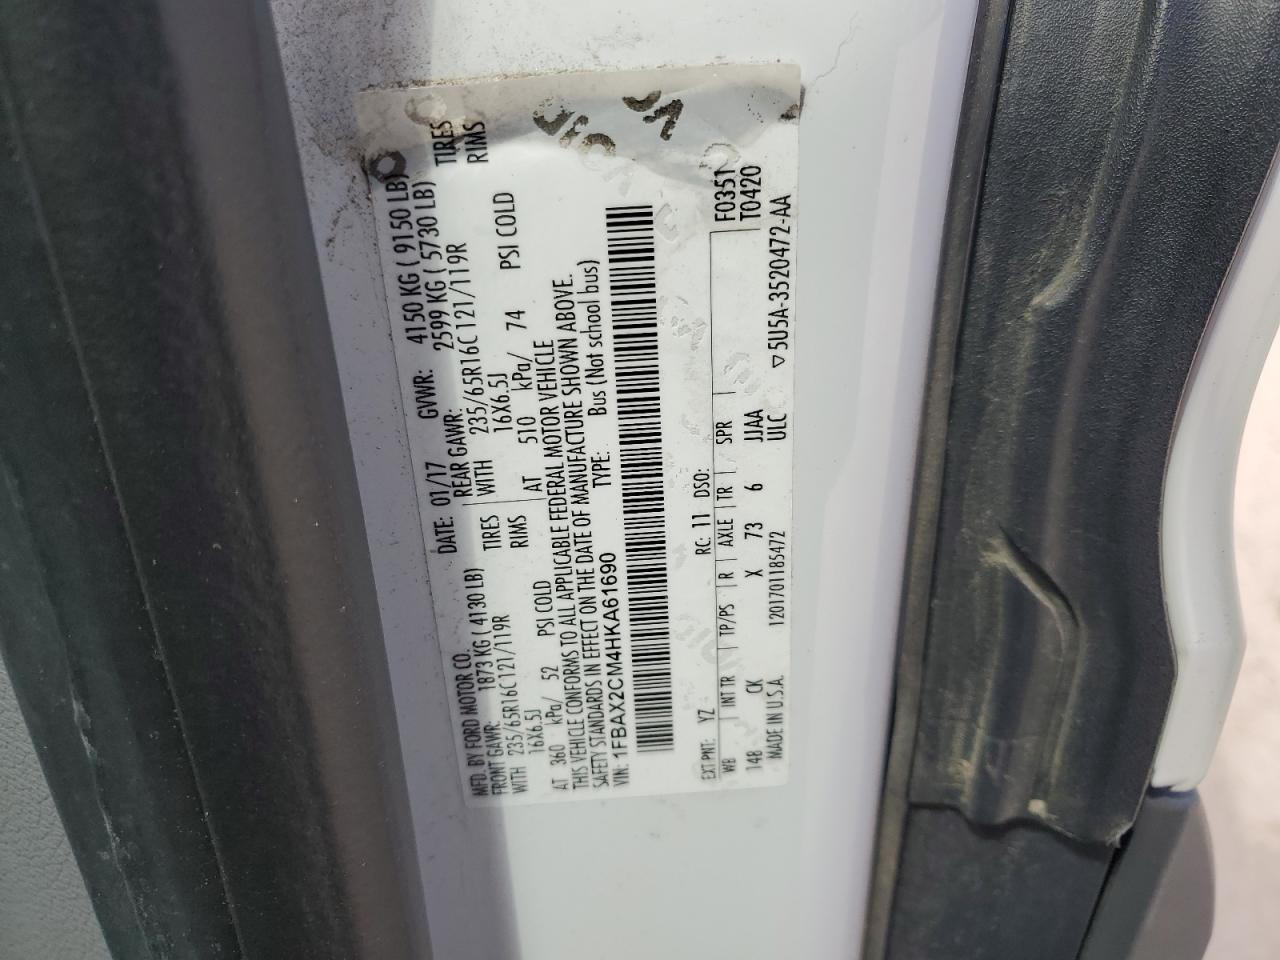 MFD. BY FORD MOTOR CO. DATE: 01/17 GVWR: 4150 KG ( 9150 LB)
FRONT GAWR: 1873 KG ( 4130 LB) REAR GAWR: 2599 KG ( 5730 LB)
WITH 235/65R16C 121/119R TIRES WITH 235/65R16C 121/119R TIRES
16X6.5J RIMS 16X6.5J RIMS
AT 360 kPa/ 52 PSI COLD AT 510 kPa/ 74 PSI COLD
THIS VEHICLE CONFORMS TO ALL APPLICABLE FEDERAL MOTOR VEHICLE
SAFETY STANDARDS IN EFFECT ON THE DATE OF MANUFACTURE SHOWN ABOVE.
VIN: 1FBAX2CM4HKA61690 TYPE: Bus (Not school bus)
EXT PNT: YZ RC: 11 DSO: F0351
WB INT TR TP/PS R AXLE TR SPR T0420
148 CK X 73 6 JJAA
MADE IN U.S.A. 1201701185472 ULC ▽5U5A-3520472-AA